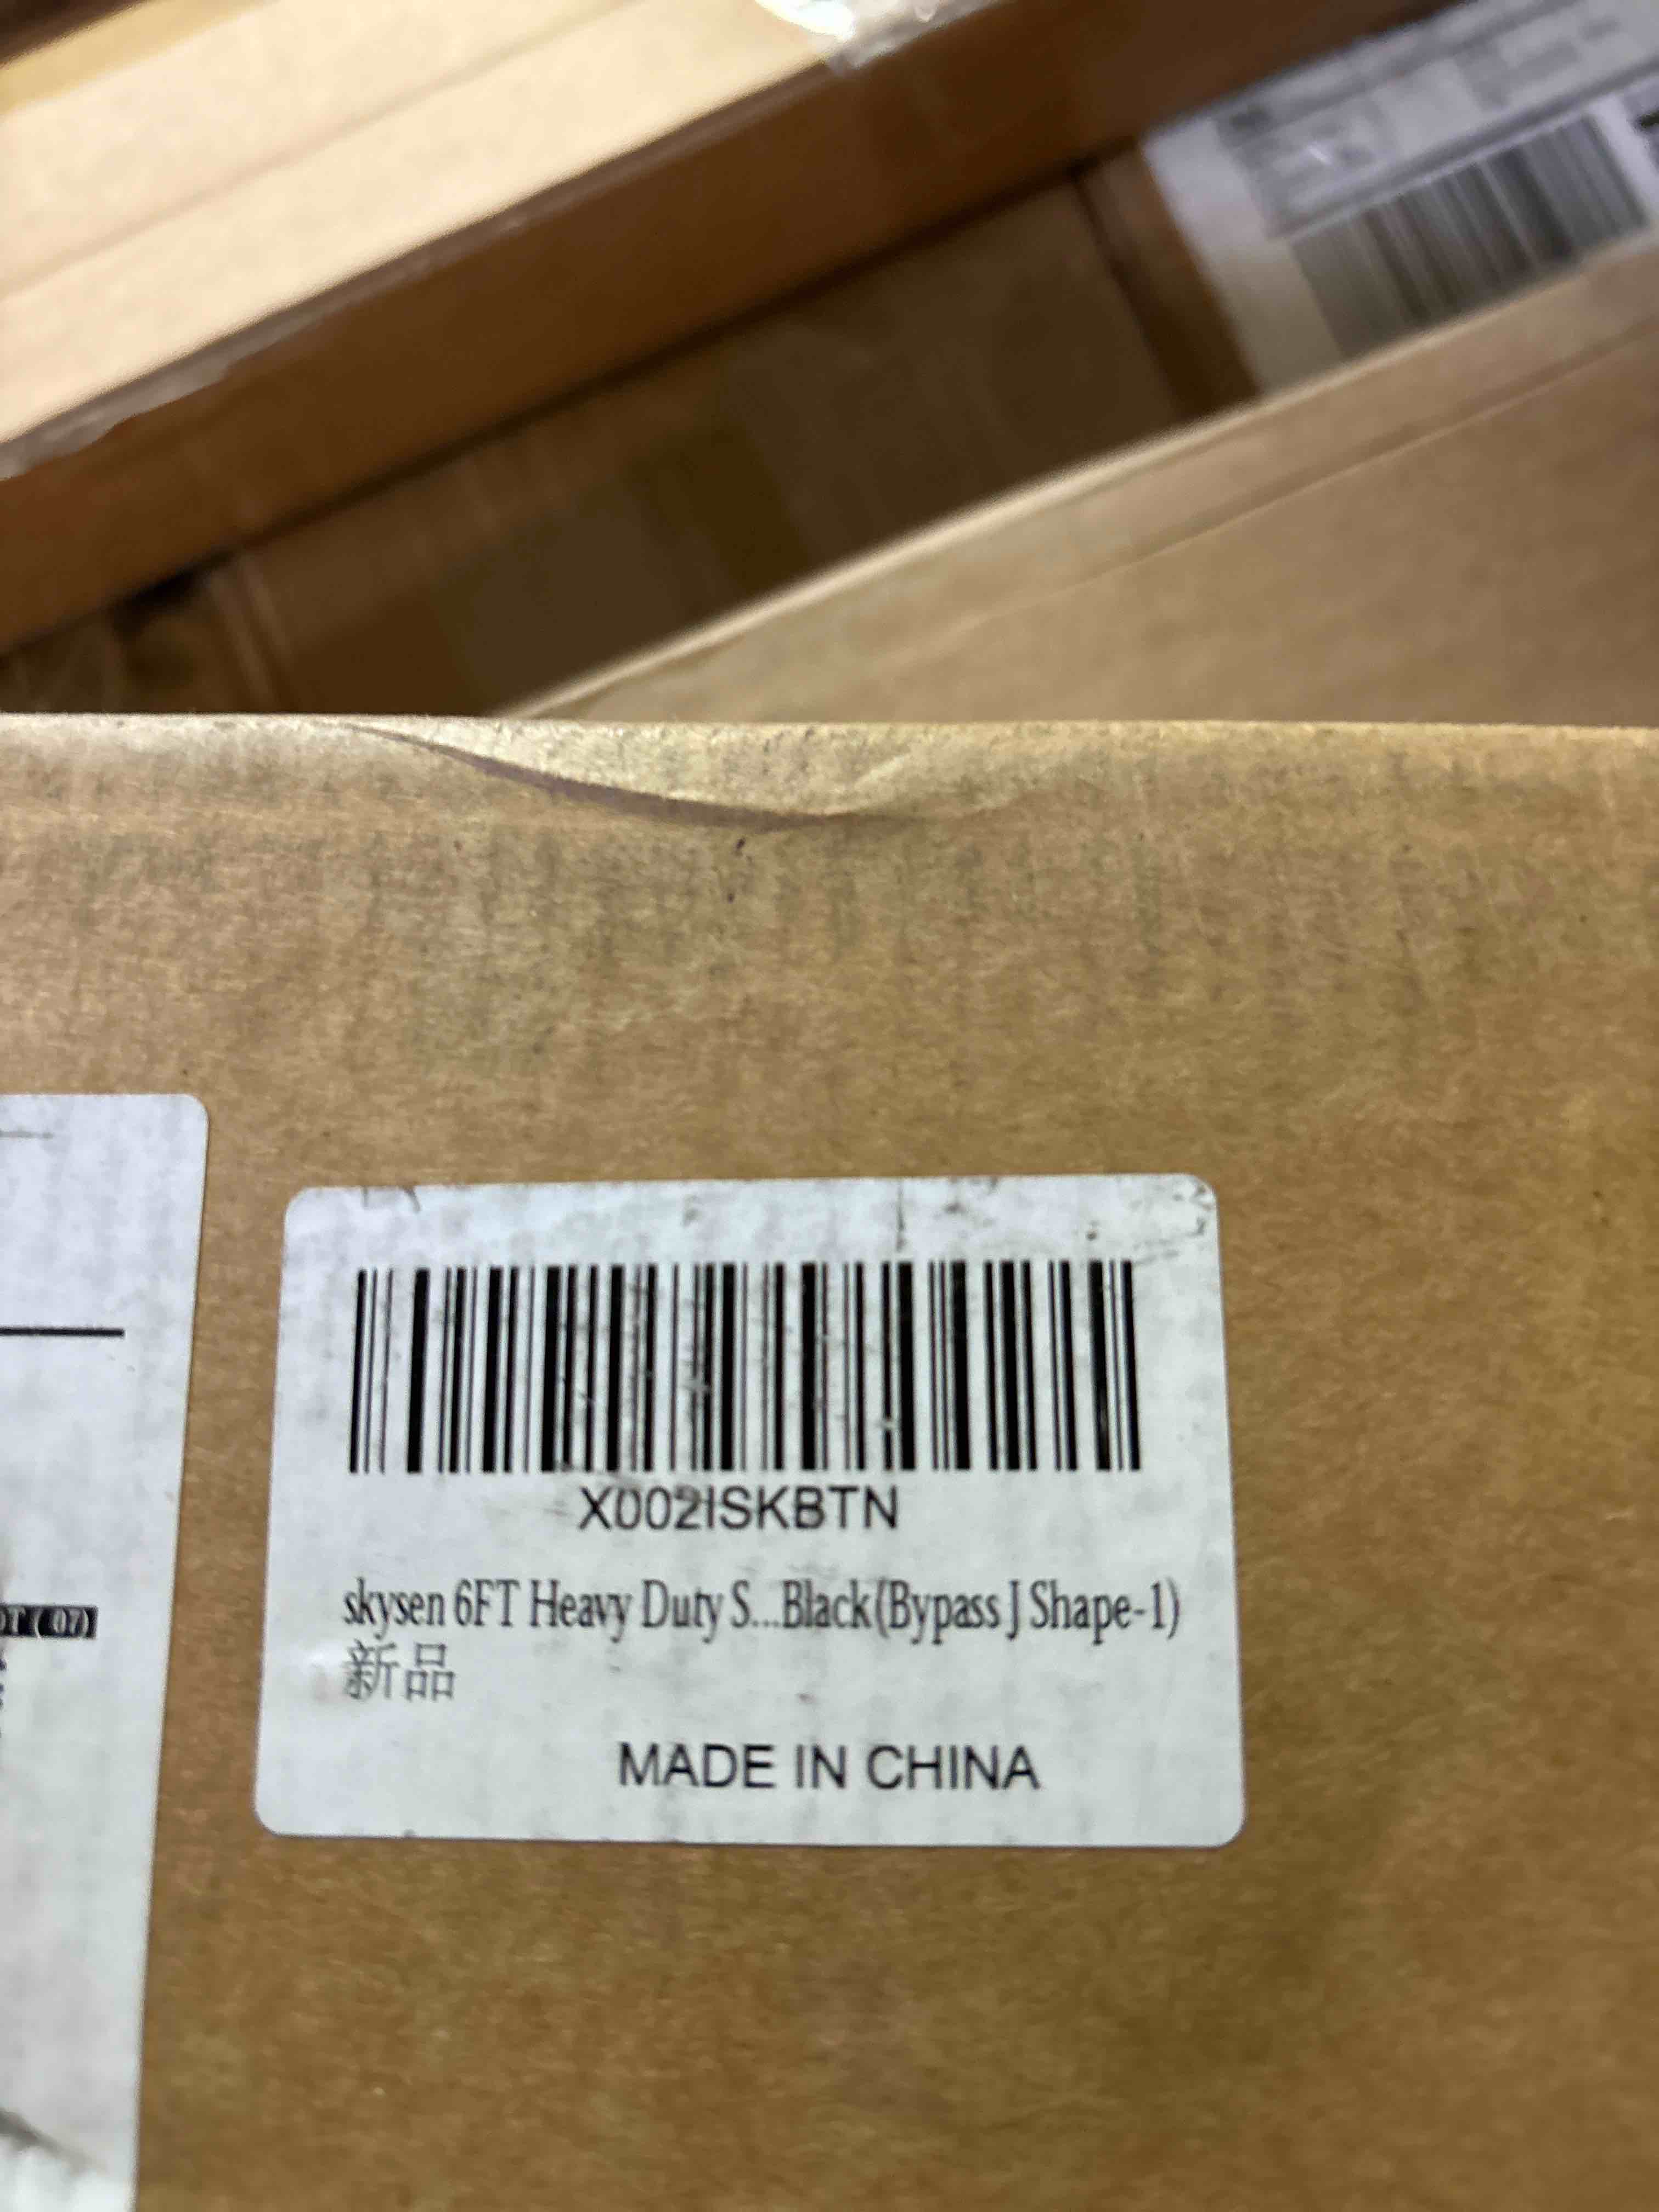 X002ISKBTN
skysen 6FT Heavy Duty S...Black(Bypass J Shape-1)
新品
MADE IN CHINA